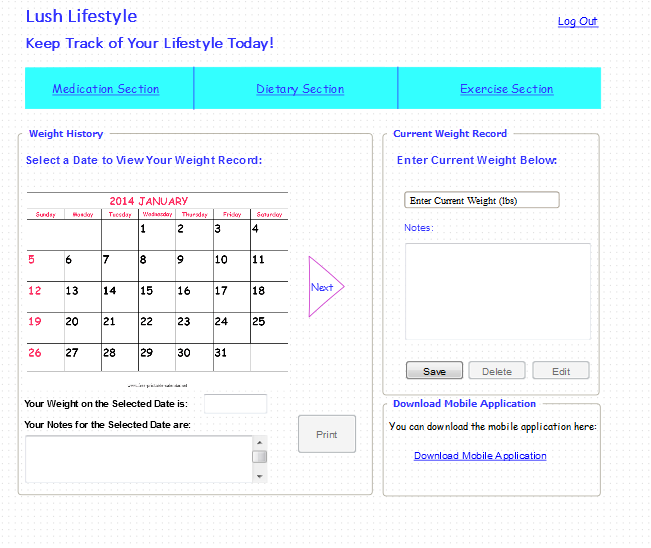 Lush Lifestyle
Log Out
Keep Track of Your Lifestyle Today!
Medication Section
Dietary Section
Exercise Section
Weight History
Select a Date to View Your Weight Record:
2014 JANUARY
Sunday Monday Tuesday Wednesday Thursday Friday Saturday
1 2 3 4
5 6 7 8 9 10 11
12 13 14 15 16 17 18
19 20 21 22 23 24 25
26 27 28 29 30 31
Next
Your Weight on the Selected Date is:
Your Notes for the Selected Date are:
Print
Current Weight Record
Enter Current Weight Below:
Enter Current Weight (lbs)
Notes:
Save Delete Edit
Download Mobile Application
You can download the mobile application here:
Download Mobile Application